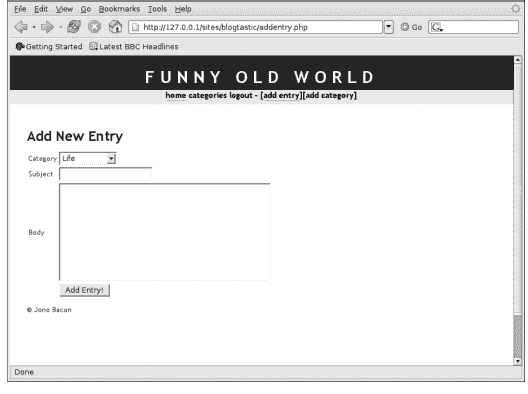 File Edit View Go Bookmarks Tools Help
http://127.0.0.1/sites/blogtastic/addentry.php Go G
Getting Started Latest BBC Headlines
FUNNY OLD WORLD
home categories logout - [add entry][add category]
Add New Entry
Category Life
Subject
Body
Add Entry!
© Jono Bacon
Done